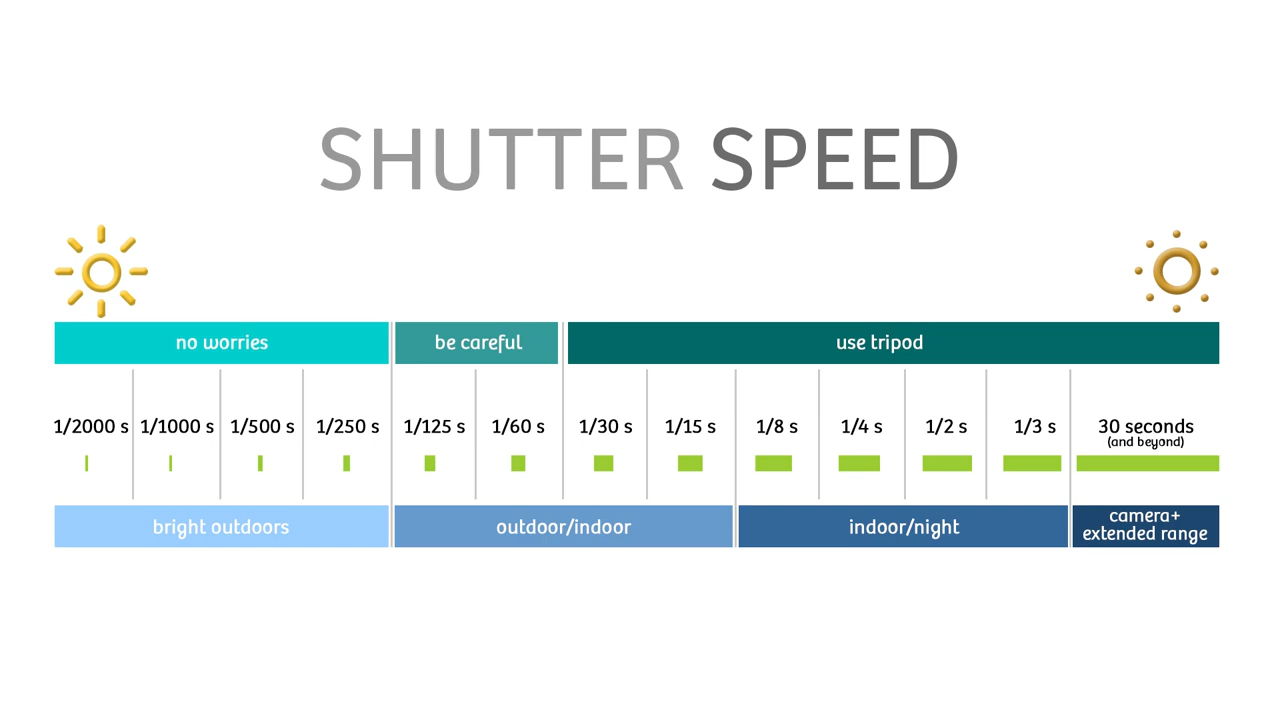 SHUTTER SPEED
no worries
be careful
use tripod
1/2000 s
1/1000 s
1/500 s
1/250 s
1/125 s
1/60 s
1/30 s
1/15 s
1/8 s
1/4 s
1/2 s
1/3 s
30 seconds
(and beyond)
bright outdoors
outdoor/indoor
indoor/night
camera+
extended range